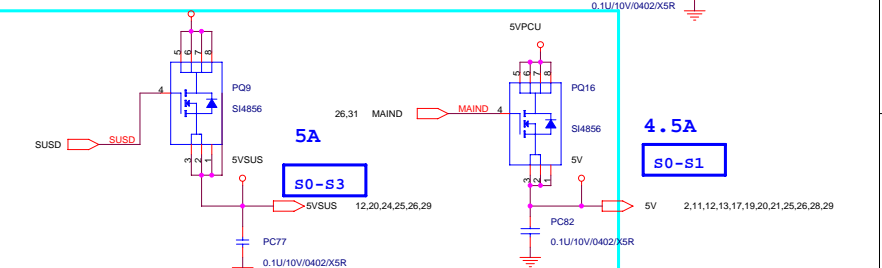 0.1U/10V/0402/X5R
5VPCU
5 6 7 8
4
PQ9
SI4856
SUSD
SUSD
3 2 1
5A
5VSUS
S0-S3
5VSUS
12,20,24,25,26,29
PC77
0.1U/10V/0402/X5R
5 6 7 8
PQ16
26,31
MAIND
MAIND
4
SI4856
4.5A
3 2 1
5V
S0-S1
5V
2,11,12,13,17,19,20,21,25,26,28,29
PC82
0.1U/10V/0402/X5R